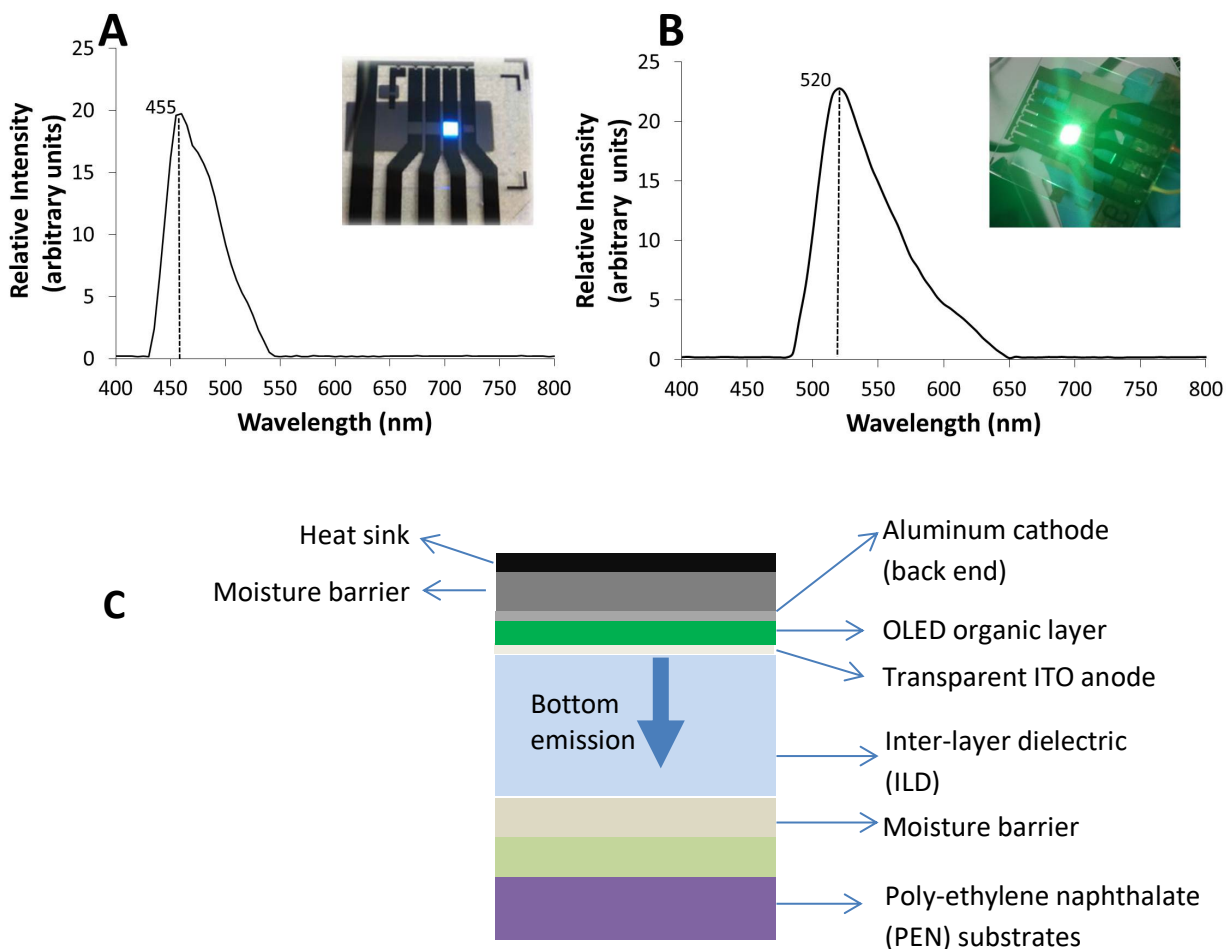 A
Relative Intensity
(arbitrary units)
25
20
15
10
5
0
455
400 450 500 550 600 650 700 750 800
Wavelength (nm)
B
Relative Intensity
(arbitrary units)
25
20
15
10
5
0
520
400 450 500 550 600 650 700 750 800
Wavelength (nm)
C
Heat sink
Moisture barrier
Aluminum cathode
(back end)
OLED organic layer
Transparent ITO anode
Bottom
emission
Inter-layer dielectric
(ILD)
Moisture barrier
Poly-ethylene naphthalate
(PEN) substrates